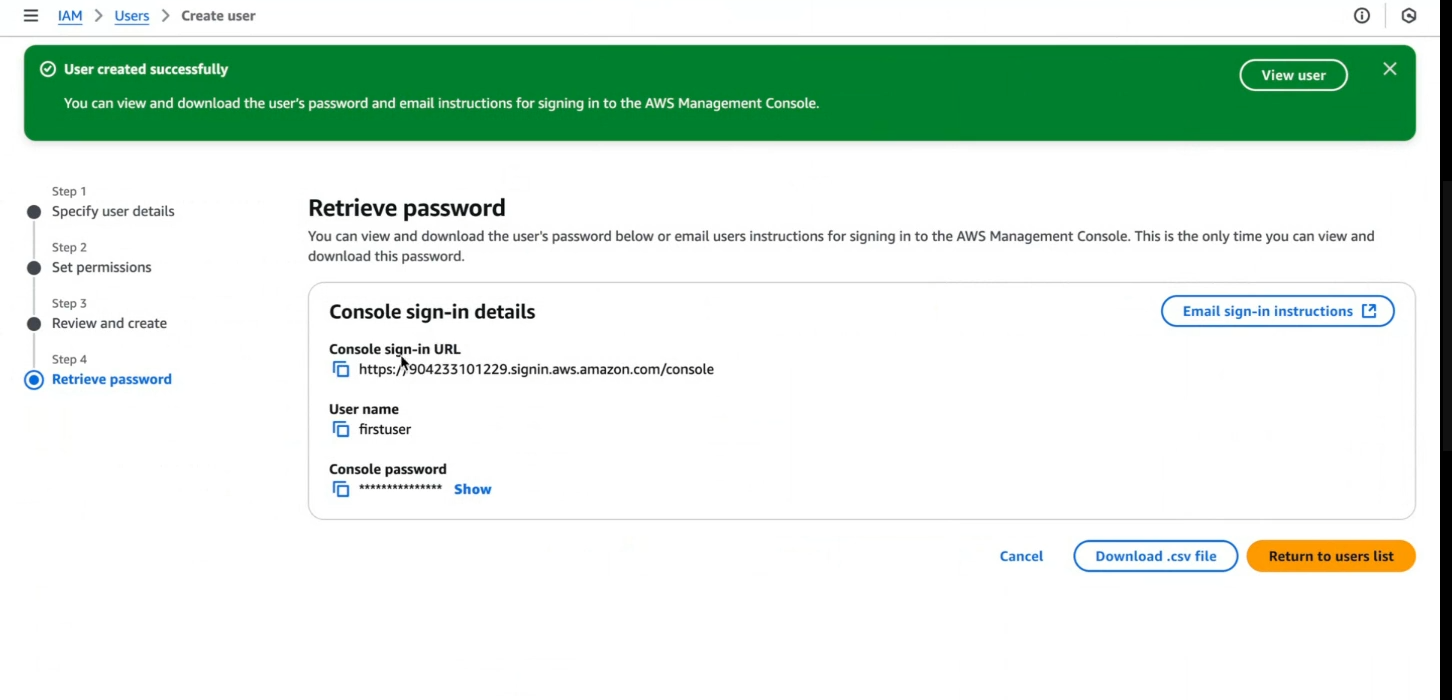 IAM > Users > Create user
User created successfully
You can view and download the user's password and email instructions for signing in to the AWS Management Console.
View user
Step 1
Specify user details
Step 2
Set permissions
Step 3
Review and create
Step 4
Retrieve password
Retrieve password
You can view and download the user's password below or email users instructions for signing in to the AWS Management Console. This is the only time you can view and
download this password.
Console sign-in details
Email sign-in instructions
Console sign-in URL
https://904233101229.signin.aws.amazon.com/console
User name
firstuser
Console password
*************** Show
Cancel
Download .csv file
Return to users list